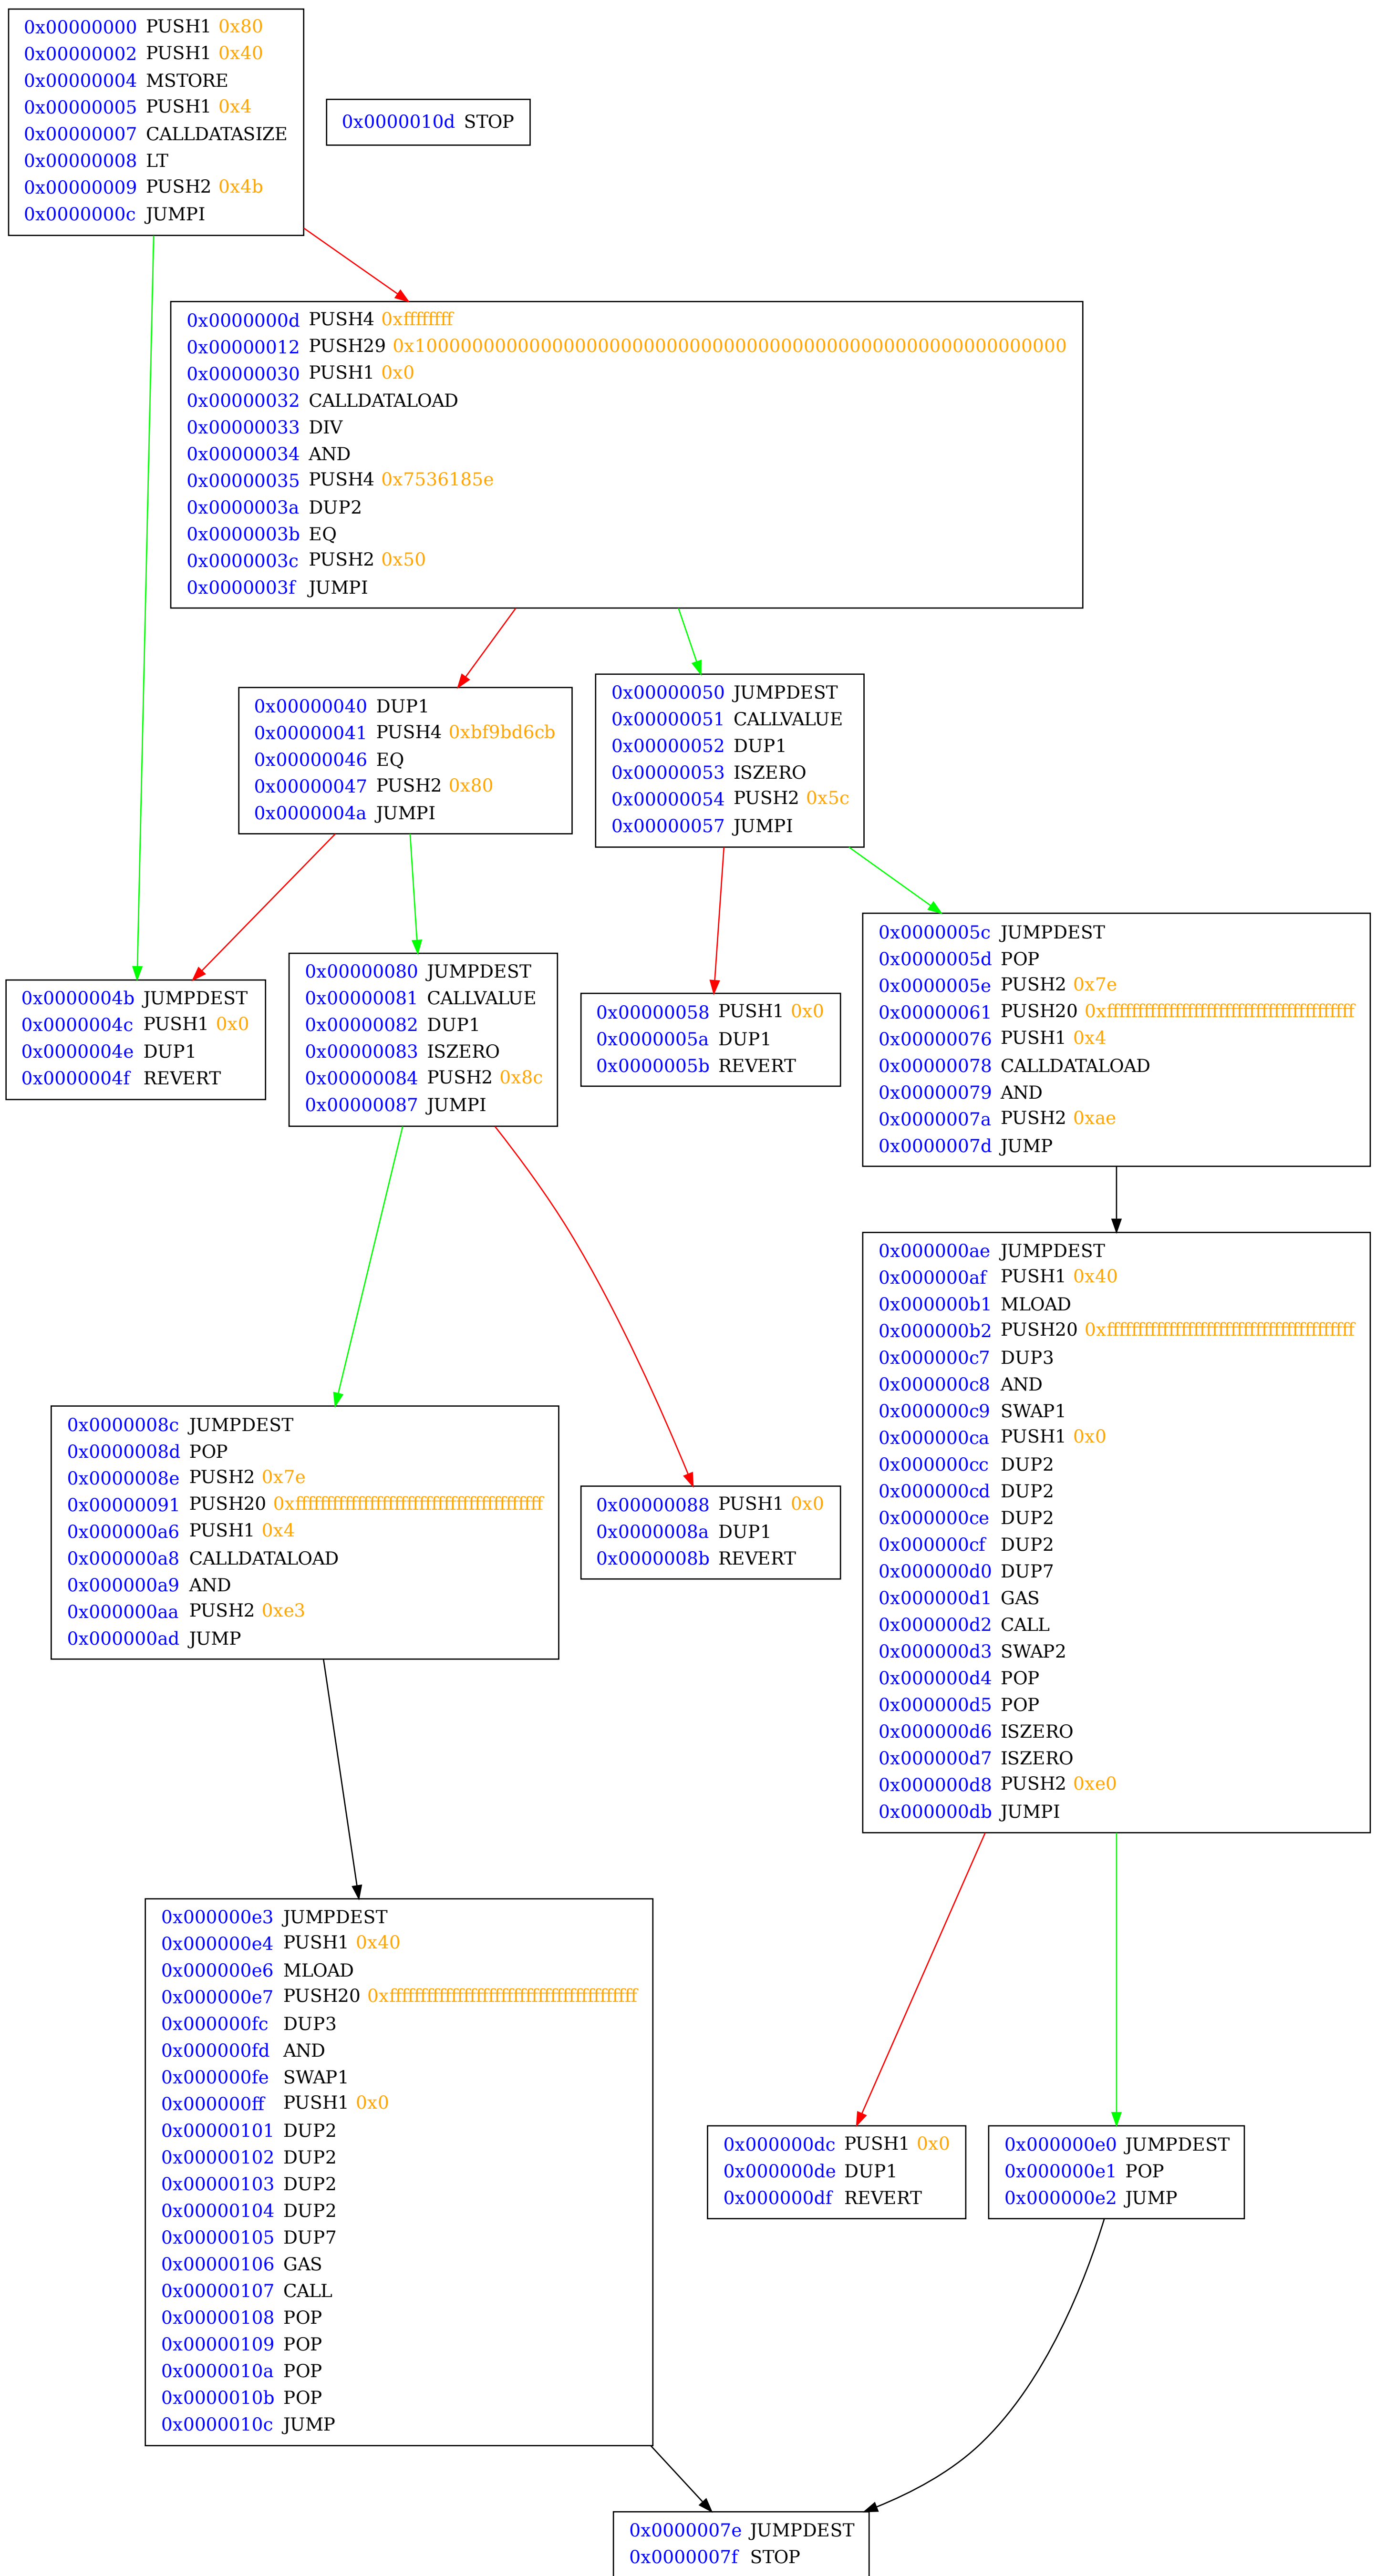 0x00000000 PUSH1 0x80
0x00000002 PUSH1 0x40
0x00000004 MSTORE
0x00000005 PUSH1 0x4
0x00000007 CALLDATASIZE
0x00000008 LT
0x00000009 PUSH2 0x4b
0x0000000c JUMPI
0x0000010d STOP
0x0000000d PUSH4 0xffffffff
0x00000012 PUSH29 0x100000000000000000000000000000000000000000000000000000000
0x00000030 PUSH1 0x0
0x00000032 CALLDATALOAD
0x00000033 DIV
0x00000034 AND
0x00000035 PUSH4 0x7536185e
0x0000003a DUP2
0x0000003b EQ
0x0000003c PUSH2 0x50
0x0000003f JUMPI
0x00000040 DUP1
0x00000041 PUSH4 0xbf9bd6cb
0x00000046 EQ
0x00000047 PUSH2 0x80
0x0000004a JUMPI
0x00000050 JUMPDEST
0x00000051 CALLVALUE
0x00000052 DUP1
0x00000053 ISZERO
0x00000054 PUSH2 0x5c
0x00000057 JUMPI
0x0000004b JUMPDEST
0x0000004c PUSH1 0x0
0x0000004e DUP1
0x0000004f REVERT
0x00000080 JUMPDEST
0x00000081 CALLVALUE
0x00000082 DUP1
0x00000083 ISZERO
0x00000084 PUSH2 0x8c
0x00000087 JUMPI
0x00000058 PUSH1 0x0
0x0000005a DUP1
0x0000005b REVERT
0x0000005c JUMPDEST
0x0000005d POP
0x0000005e PUSH2 0x7e
0x00000061 PUSH20 0xffffffffffffffffffffffffffffffffffffffff
0x00000076 PUSH1 0x4
0x00000078 CALLDATALOAD
0x00000079 AND
0x0000007a PUSH2 0xae
0x0000007d JUMP
0x000000ae JUMPDEST
0x000000af PUSH1 0x40
0x000000b1 MLOAD
0x000000b2 PUSH20 0xffffffffffffffffffffffffffffffffffffffff
0x000000c7 DUP3
0x000000c8 AND
0x000000c9 SWAP1
0x000000ca PUSH1 0x0
0x000000cc DUP2
0x000000cd DUP2
0x000000ce DUP2
0x000000cf DUP2
0x000000d0 DUP7
0x000000d1 GAS
0x000000d2 CALL
0x000000d3 SWAP2
0x000000d4 POP
0x000000d5 POP
0x000000d6 ISZERO
0x000000d7 ISZERO
0x000000d8 PUSH2 0xe0
0x000000db JUMPI
0x0000008c JUMPDEST
0x0000008d POP
0x0000008e PUSH2 0x7e
0x00000091 PUSH20 0xffffffffffffffffffffffffffffffffffffffff
0x000000a6 PUSH1 0x4
0x000000a8 CALLDATALOAD
0x000000a9 AND
0x000000aa PUSH2 0xe3
0x000000ad JUMP
0x00000088 PUSH1 0x0
0x0000008a DUP1
0x0000008b REVERT
0x000000e3 JUMPDEST
0x000000e4 PUSH1 0x40
0x000000e6 MLOAD
0x000000e7 PUSH20 0xffffffffffffffffffffffffffffffffffffffff
0x000000fc DUP3
0x000000fd AND
0x000000fe SWAP1
0x000000ff PUSH1 0x0
0x00000101 DUP2
0x00000102 DUP2
0x00000103 DUP2
0x00000104 DUP2
0x00000105 DUP7
0x00000106 GAS
0x00000107 CALL
0x00000108 POP
0x00000109 POP
0x0000010a POP
0x0000010b POP
0x0000010c JUMP
0x000000dc PUSH1 0x0
0x000000de DUP1
0x000000df REVERT
0x000000e0 JUMPDEST
0x000000e1 POP
0x000000e2 JUMP
0x0000007e JUMPDEST
0x0000007f STOP